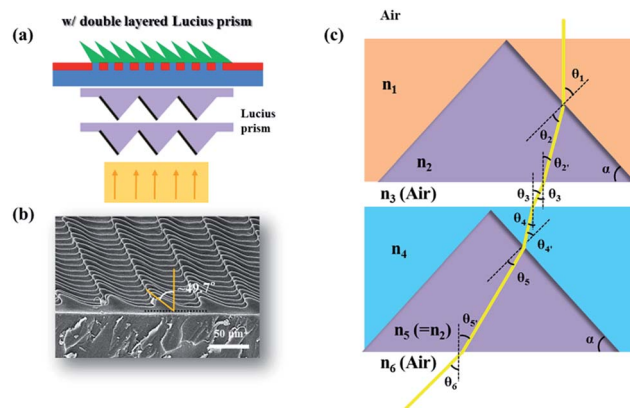 (a)
w/ double layered Lucius prism
Lucius
prism
(b)
~49.7°
50 μm
(c)
Air
n₁
θ₁
θ₂
n₂
θ₂'
α
n₃ (Air)
θ₃
θ₃
n₄
θ₄
θ₄'
θ₅
n₅ (=n₂)
θ₅'
α
n₆ (Air)
θ₆